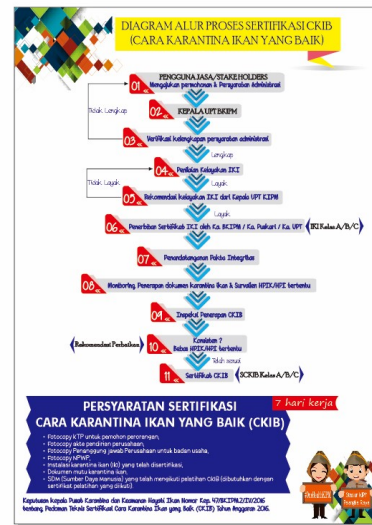 DIAGRAM ALUR PROSES SERTIFIKASI CKIB
(CARA KARANTINA IKAN YANG BAIK)
PENGGUNA JASA/STAKE HOLDERS
01 Mengajukan permohonan & Persyaratan Administrasi
02 KEPALA UPT BKIPM
Tidak Lengkap
03 Verifikasi kelengkapan persyaratan administrasi
Lengkap
04 Penilaian Kelayakan IKI
Tidak Layak
Layak
05 Rekomendasi kelayakan IKI dari Kepala UPT KIPM
Layak
06 Penerbitan Sertifikat IKI oleh Ka. BKIPM / Ka. Puskari / Ka. UPT
IKI Kelas A/B/C
07 Penandatanganan Pakta Integritas
08 Monitoring Penerapan dokumen karantina ikan & Survailen HPIK/HPI tertentu
09 Inspeksi Penerapan CKIB
Rekomendasi Perbaikan
10 Konsisten ?
Bebas HPIK/HPI tertentu
Telah sesuai
11 Sertifikat CKIB
SCKIB Kelas A/B/C
7 hari kerja
PERSYARATAN SERTIFIKASI
CARA KARANTINA IKAN YANG BAIK (CKIB)
• Fotocopy KTP untuk pemohon perorangan,
• Fotocopy akte pendirian perusahaan,
• Fotocopy Penanggung jawab Perusahaan untuk badan usaha,
• Fotocopy NPWP,
• Instalasi karantina ikan (IKI) yang telah disertifikasi,
• Dokumen mutu karantina ikan,
• SDM (Sumber Daya Manusia) yang telah mengikuti pelatihan CKIB (dibuktikan dengan
sertifikat pelatihan yang diikuti)
Keputusan Kepala Pusat Karantina dan Keamanan Hayati Ikan Nomor Kep. 47/BKIPM.2/II/2016
tentang Pedoman Teknis Sertifikasi Cara Karantina Ikan yang Baik (CKIB) Tahun Anggaran 2016.